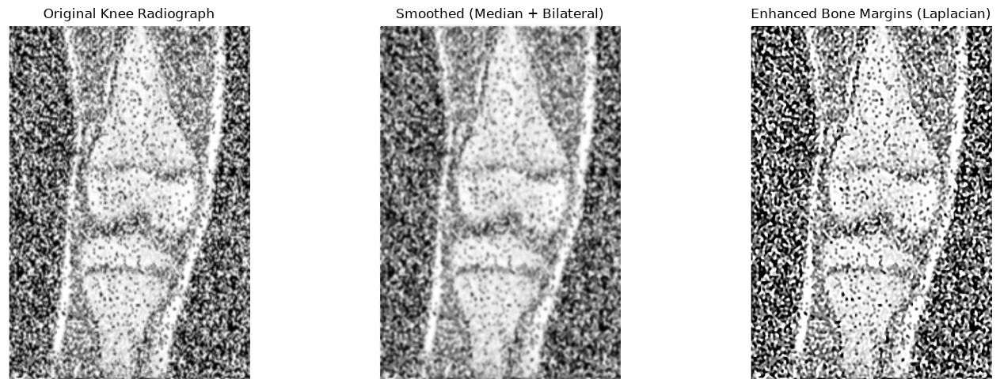 Original Knee Radiograph
Smoothed (Median + Bilateral)
Enhanced Bone Margins (Laplacian)